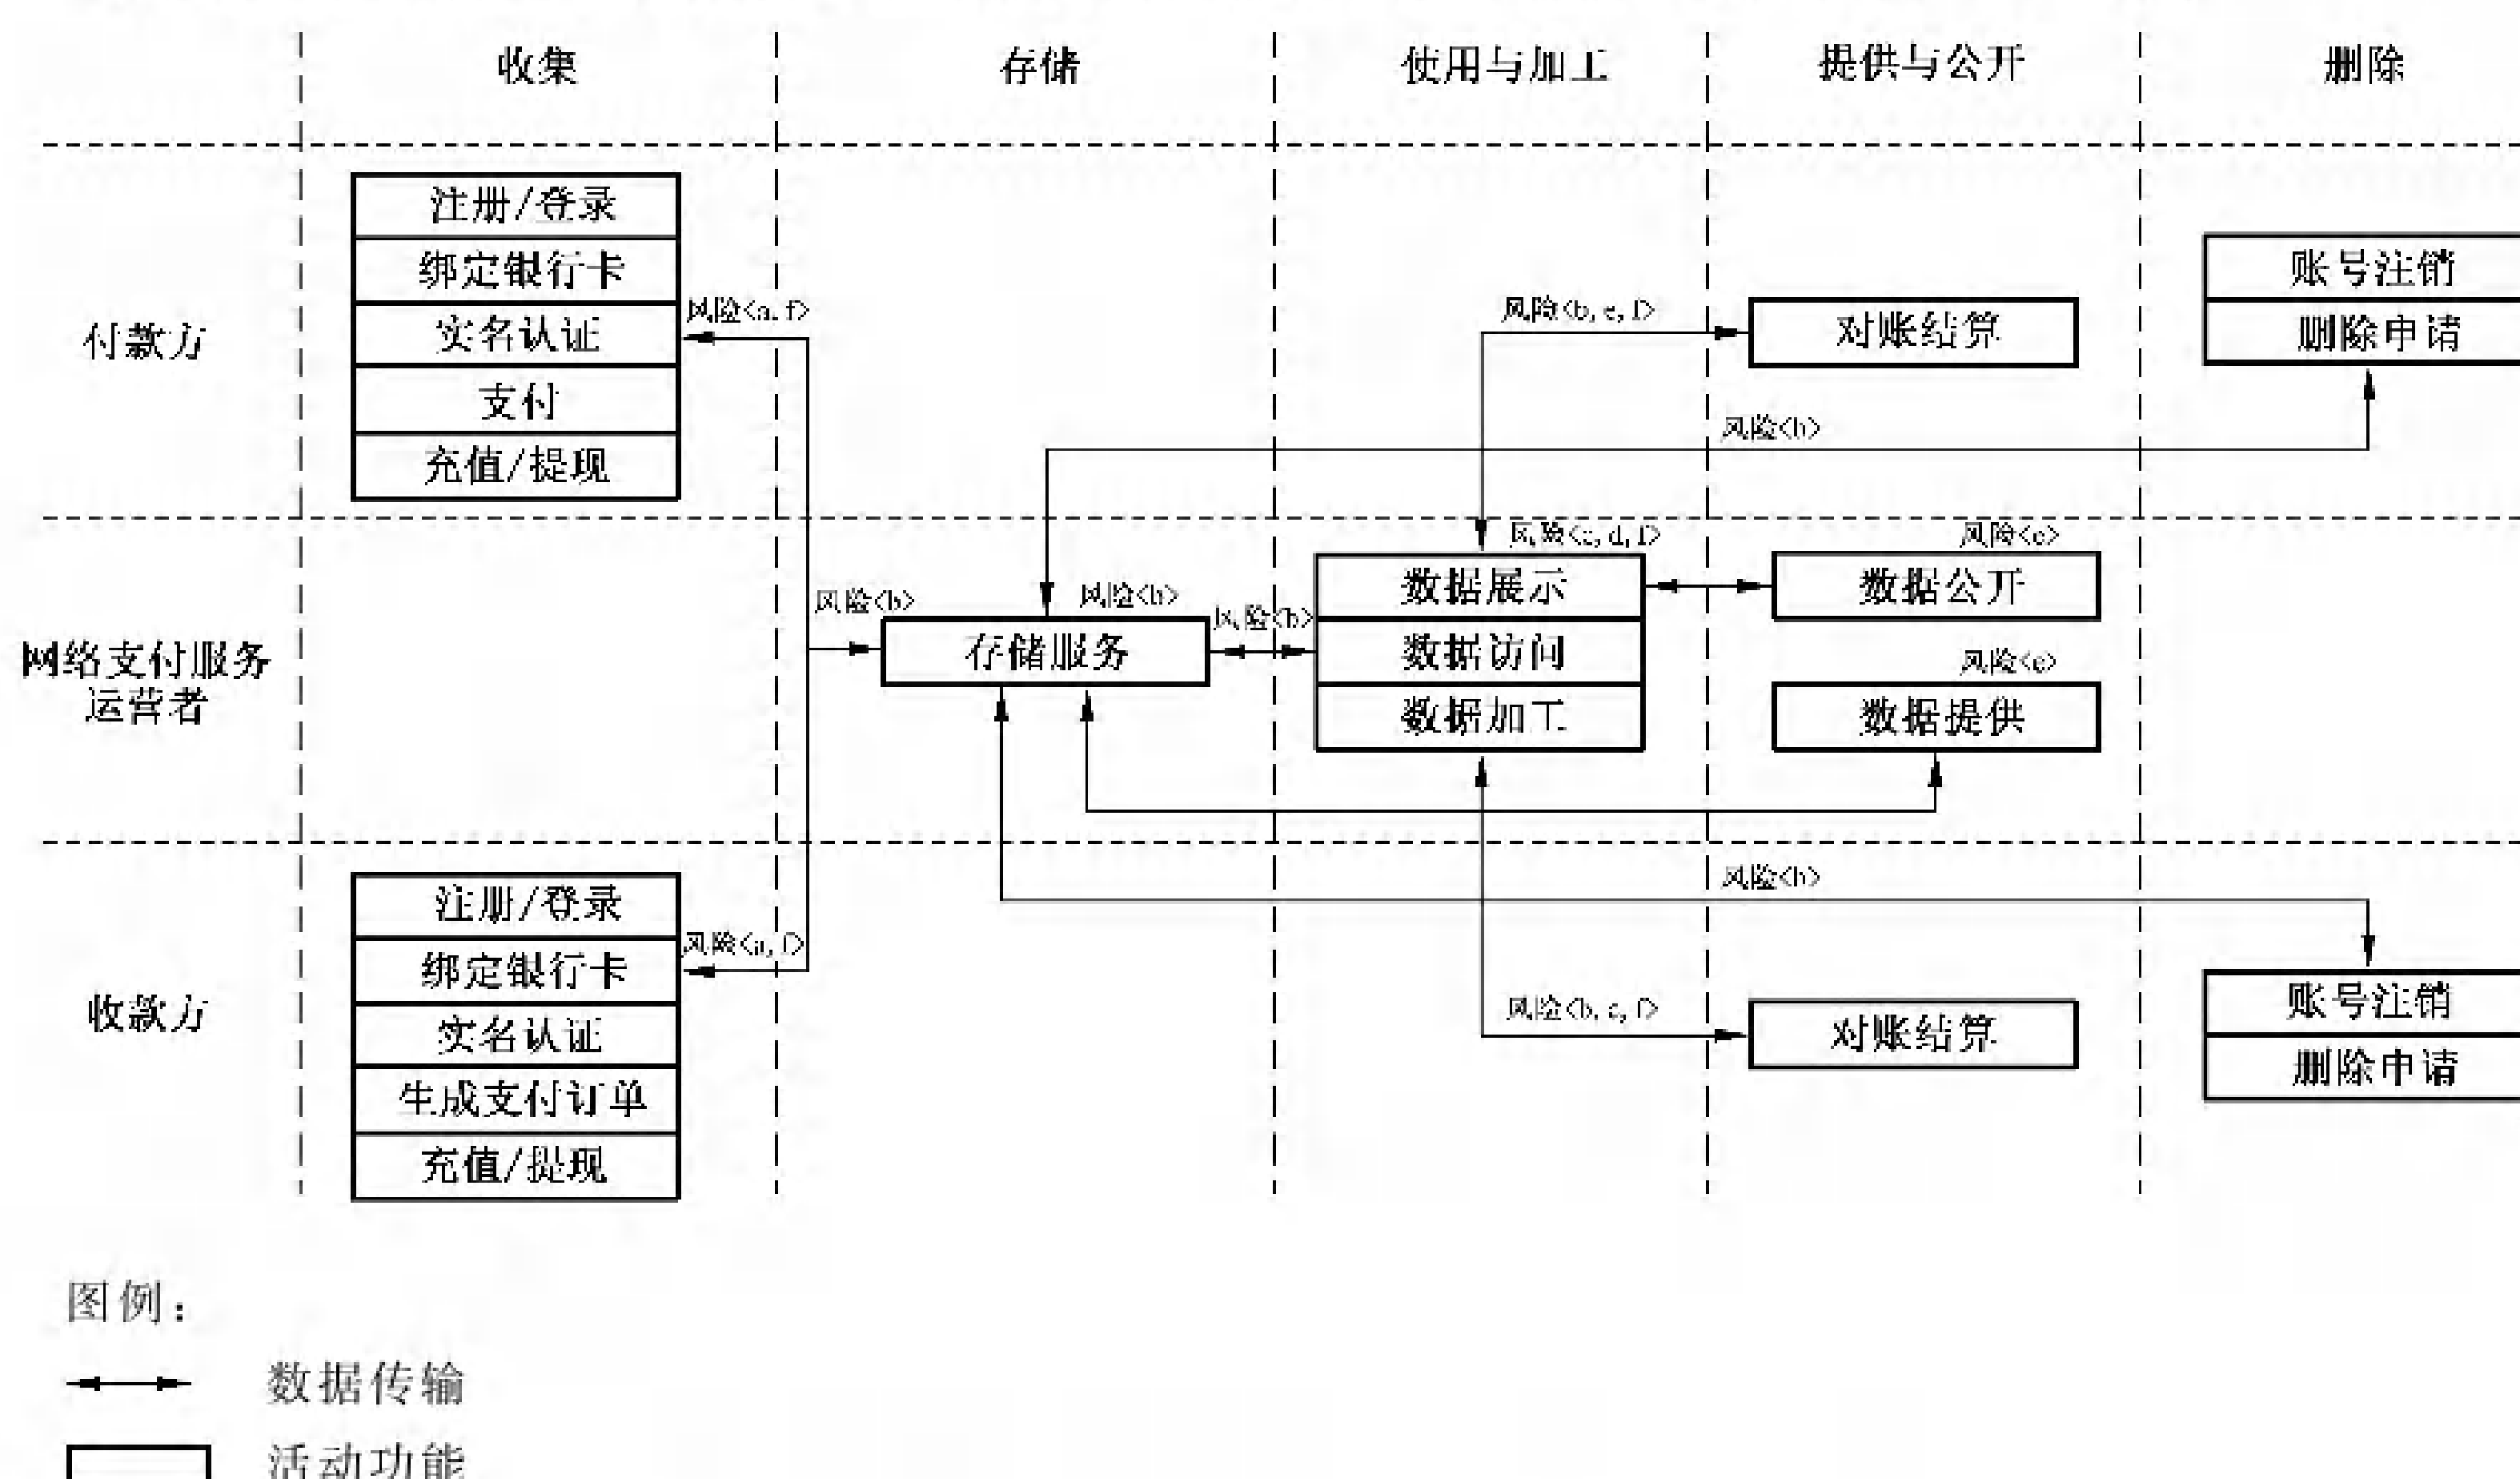 收集 存储 使用与加工 提供与公开 删除
注册/登录
绑定银行卡
实名认证
支付
充值/提现
付款方
风险<a, f>
风险<b, e, f>
对账结算
账号注销
删除申请
风险<b>
网络支付服务
运营者
风险<b>
风险<b>
存储服务
风险<b>
风险<c, d, f>
数据展示
数据访问
数据加工
风险<e>
数据公开
风险<e>
数据提供
收款方
注册/登录
绑定银行卡
实名认证
生成支付订单
充值/提现
风险<a, f>
风险<b>
风险<b, e, f>
对账结算
账号注销
删除申请
图例：
数据传输
活动功能